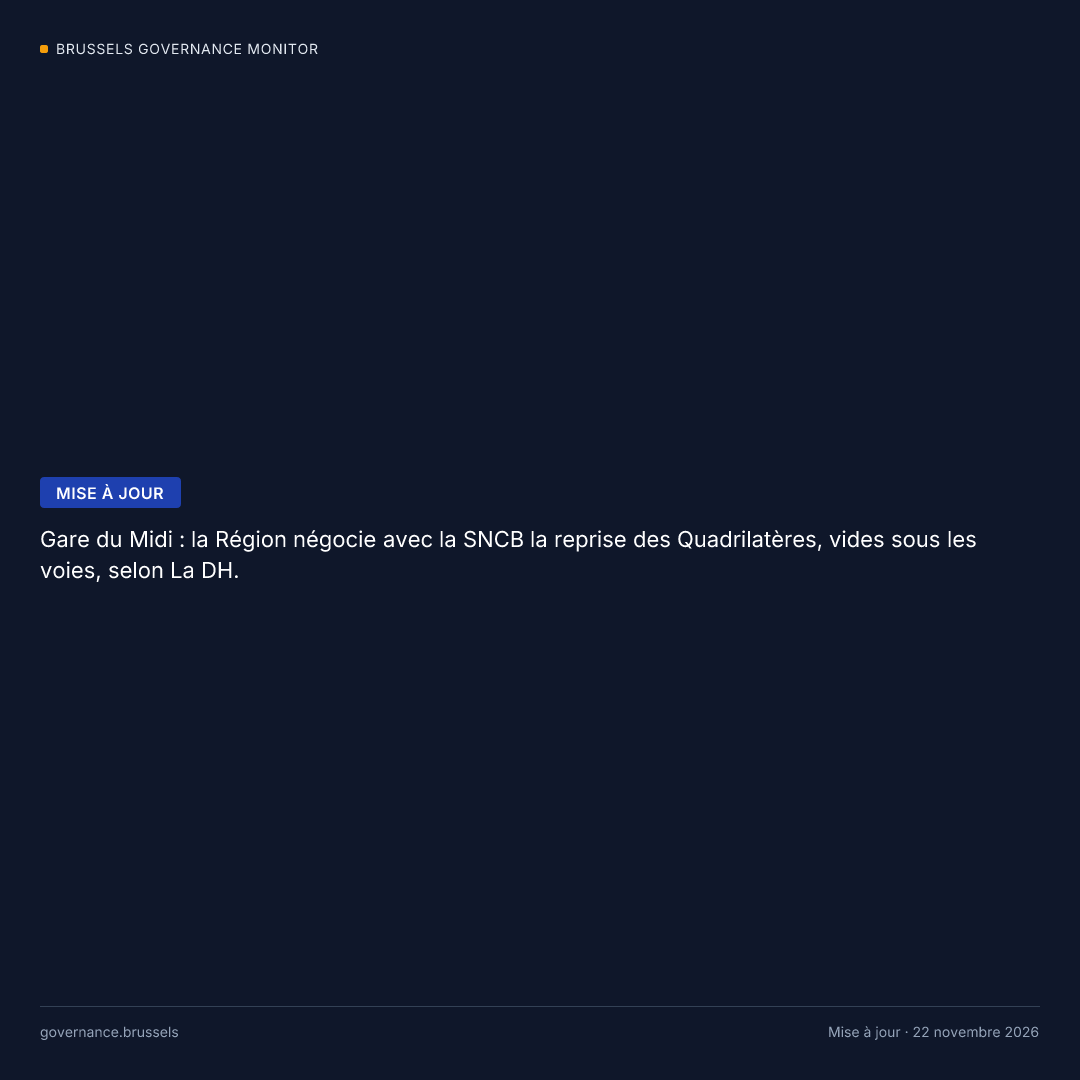 BRUSSELS GOVERNANCE MONITOR
MISE À JOUR
Gare du Midi : la Région négocie avec la SNCB la reprise des Quadrilatères, vides sous les
voies, selon La DH.
governance.brussels
Mise à jour · 22 novembre 2026